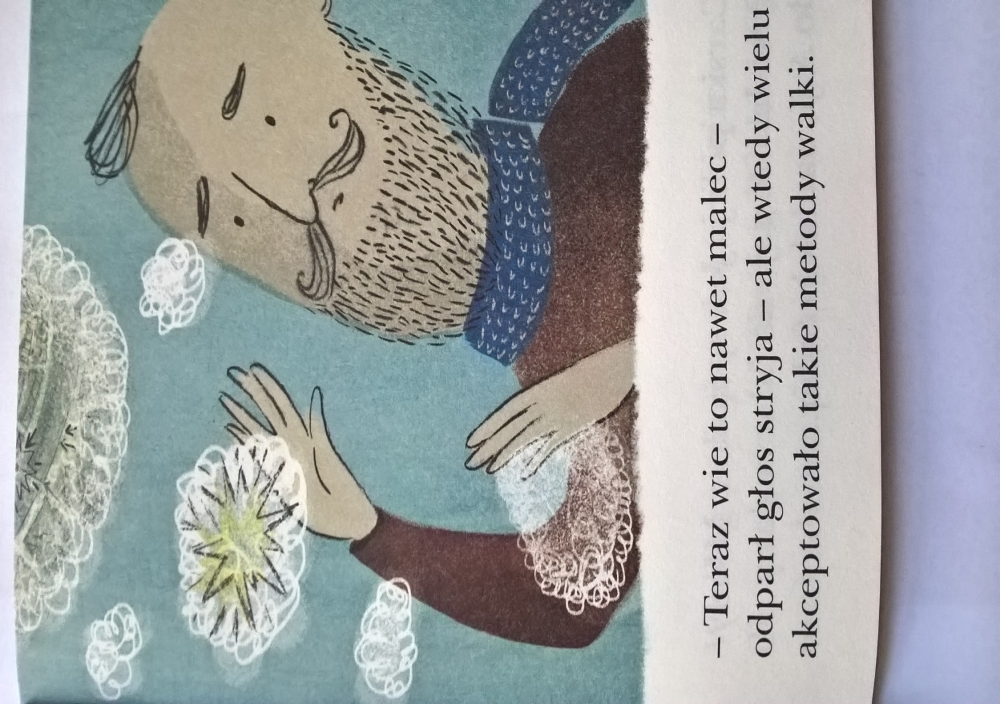 – Teraz wie to nawet malec –
odparł głos stryja – ale wtedy wielu
akceptowało takie metody walki.